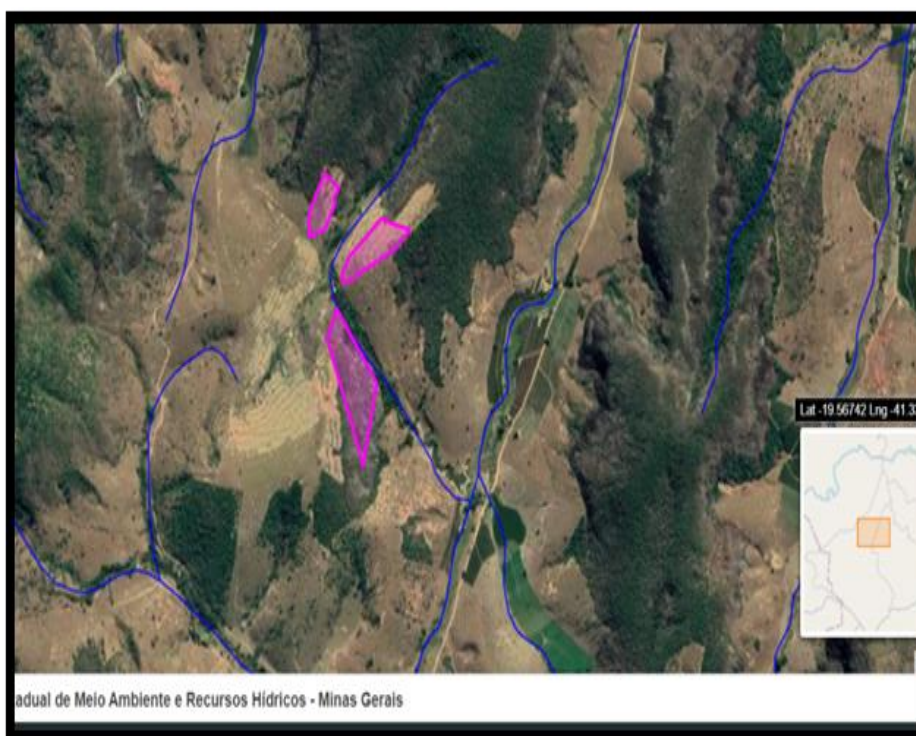 Lat -19.56742 Lng -41.3
adual de Meio Ambiente e Recursos Hídricos - Minas Gerais